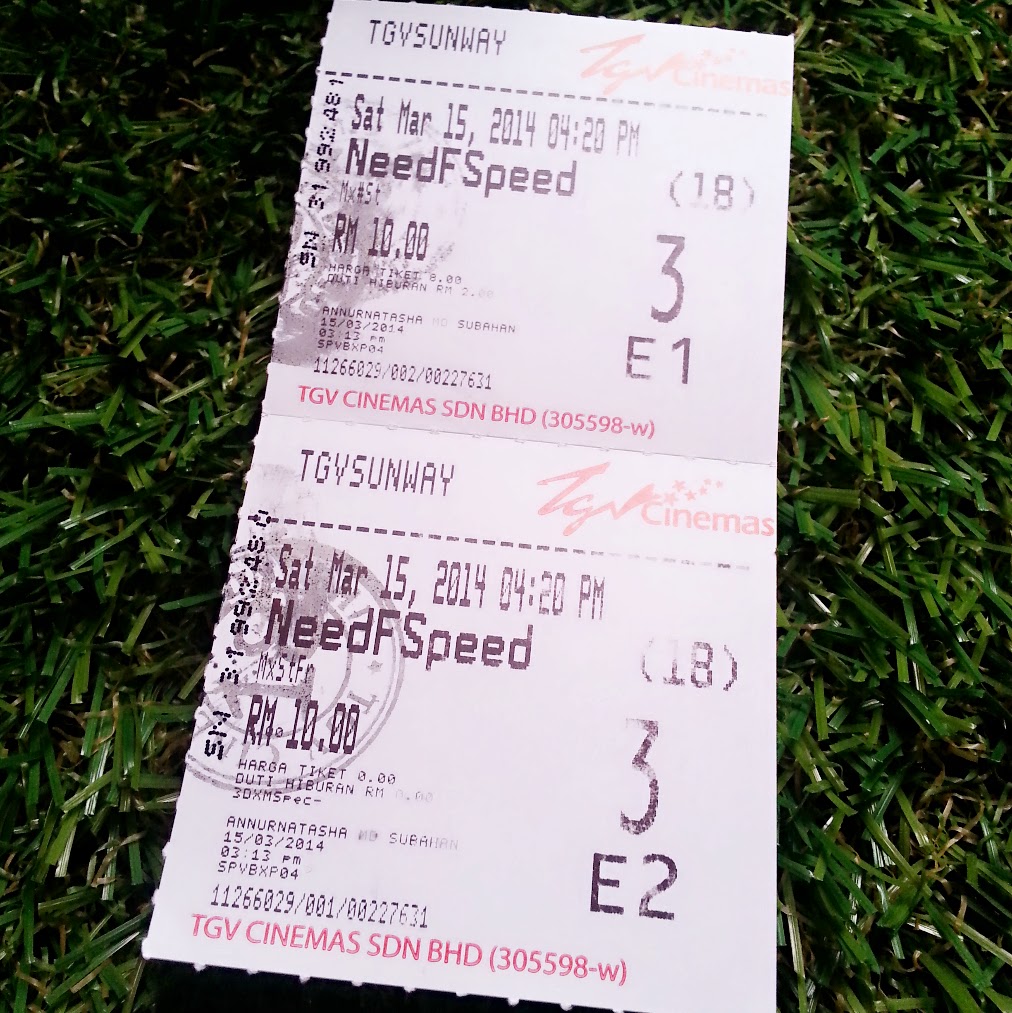 TGVSUNWAY
TGV Cinemas
Sat Mar 15, 2014 04:20 PM
NeedFSpeed
(18)
Mx#St
RM 10.00
3
HARGA TIKET 8.00
DUTI HIBURAN RM 2.00
E1
ANNURNATASHA MD SUBAHAN
15/03/2014
03:13 pm
SPVBXP04
11266029/002/00227631
TGV CINEMAS SDN BHD (305598-w)
TGVSUNWAY
TGV Cinemas
Sat Mar 15, 2014 04:20 PM
NeedFSpeed
(18)
MxStFr
RM 10.00
3
HARGA TIKET 0.00
DUTI HIBURAN RM 0.00
3DXMSpec-
E2
ANNURNATASHA MD SUBAHAN
15/03/2014
03:13 pm
SPVBXP04
11266029/001/00227631
TGV CINEMAS SDN BHD (305598-w)